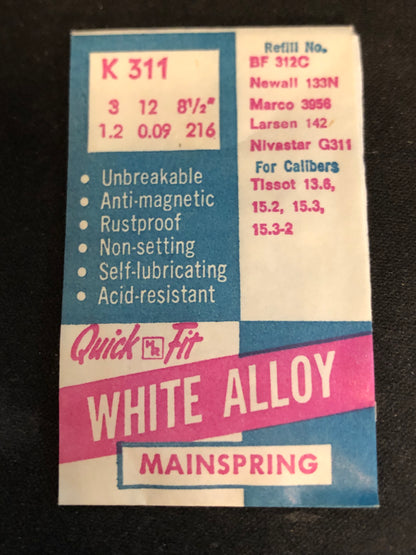 K 311
3 12 8½"
1.2 0.09 216
• Unbreakable
• Anti-magnetic
• Rustproof
• Non-setting
• Self-lubricating
• Acid-resistant
Refill No.
BF 312C
Newall 133N
Marco 3956
Larsen 142
Nivastar G311
For Calibers
Tissot 13.6,
15.2, 15.3,
15.3-2
Quick Fit
WHITE ALLOY
MAINSPRING